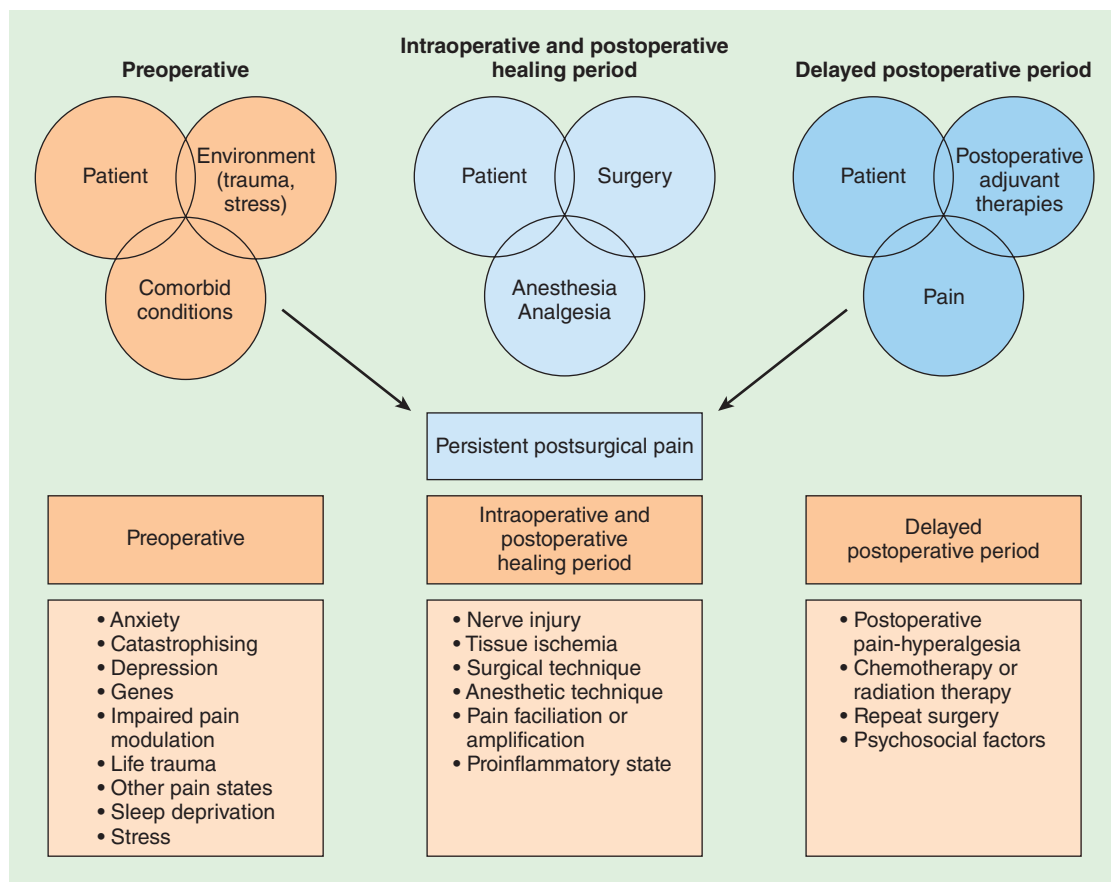 Preoperative
Patient
Environment
(trauma,
stress)
Comorbid
conditions
Intraoperative and postoperative
healing period
Patient
Surgery
Anesthesia
Analgesia
Delayed postoperative period
Patient
Postoperative
adjuvant
therapies
Pain
Persistent postsurgical pain
Preoperative
• Anxiety
• Catastrophising
• Depression
• Genes
• Impaired pain
modulation
• Life trauma
• Other pain states
• Sleep deprivation
• Stress
Intraoperative and
postoperative
healing period
• Nerve injury
• Tissue ischemia
• Surgical technique
• Anesthetic technique
• Pain faciliation or
amplification
• Proinflammatory state
Delayed
postoperative period
• Postoperative
pain-hyperalgesia
• Chemotherapy or
radiation therapy
• Repeat surgery
• Psychosocial factors